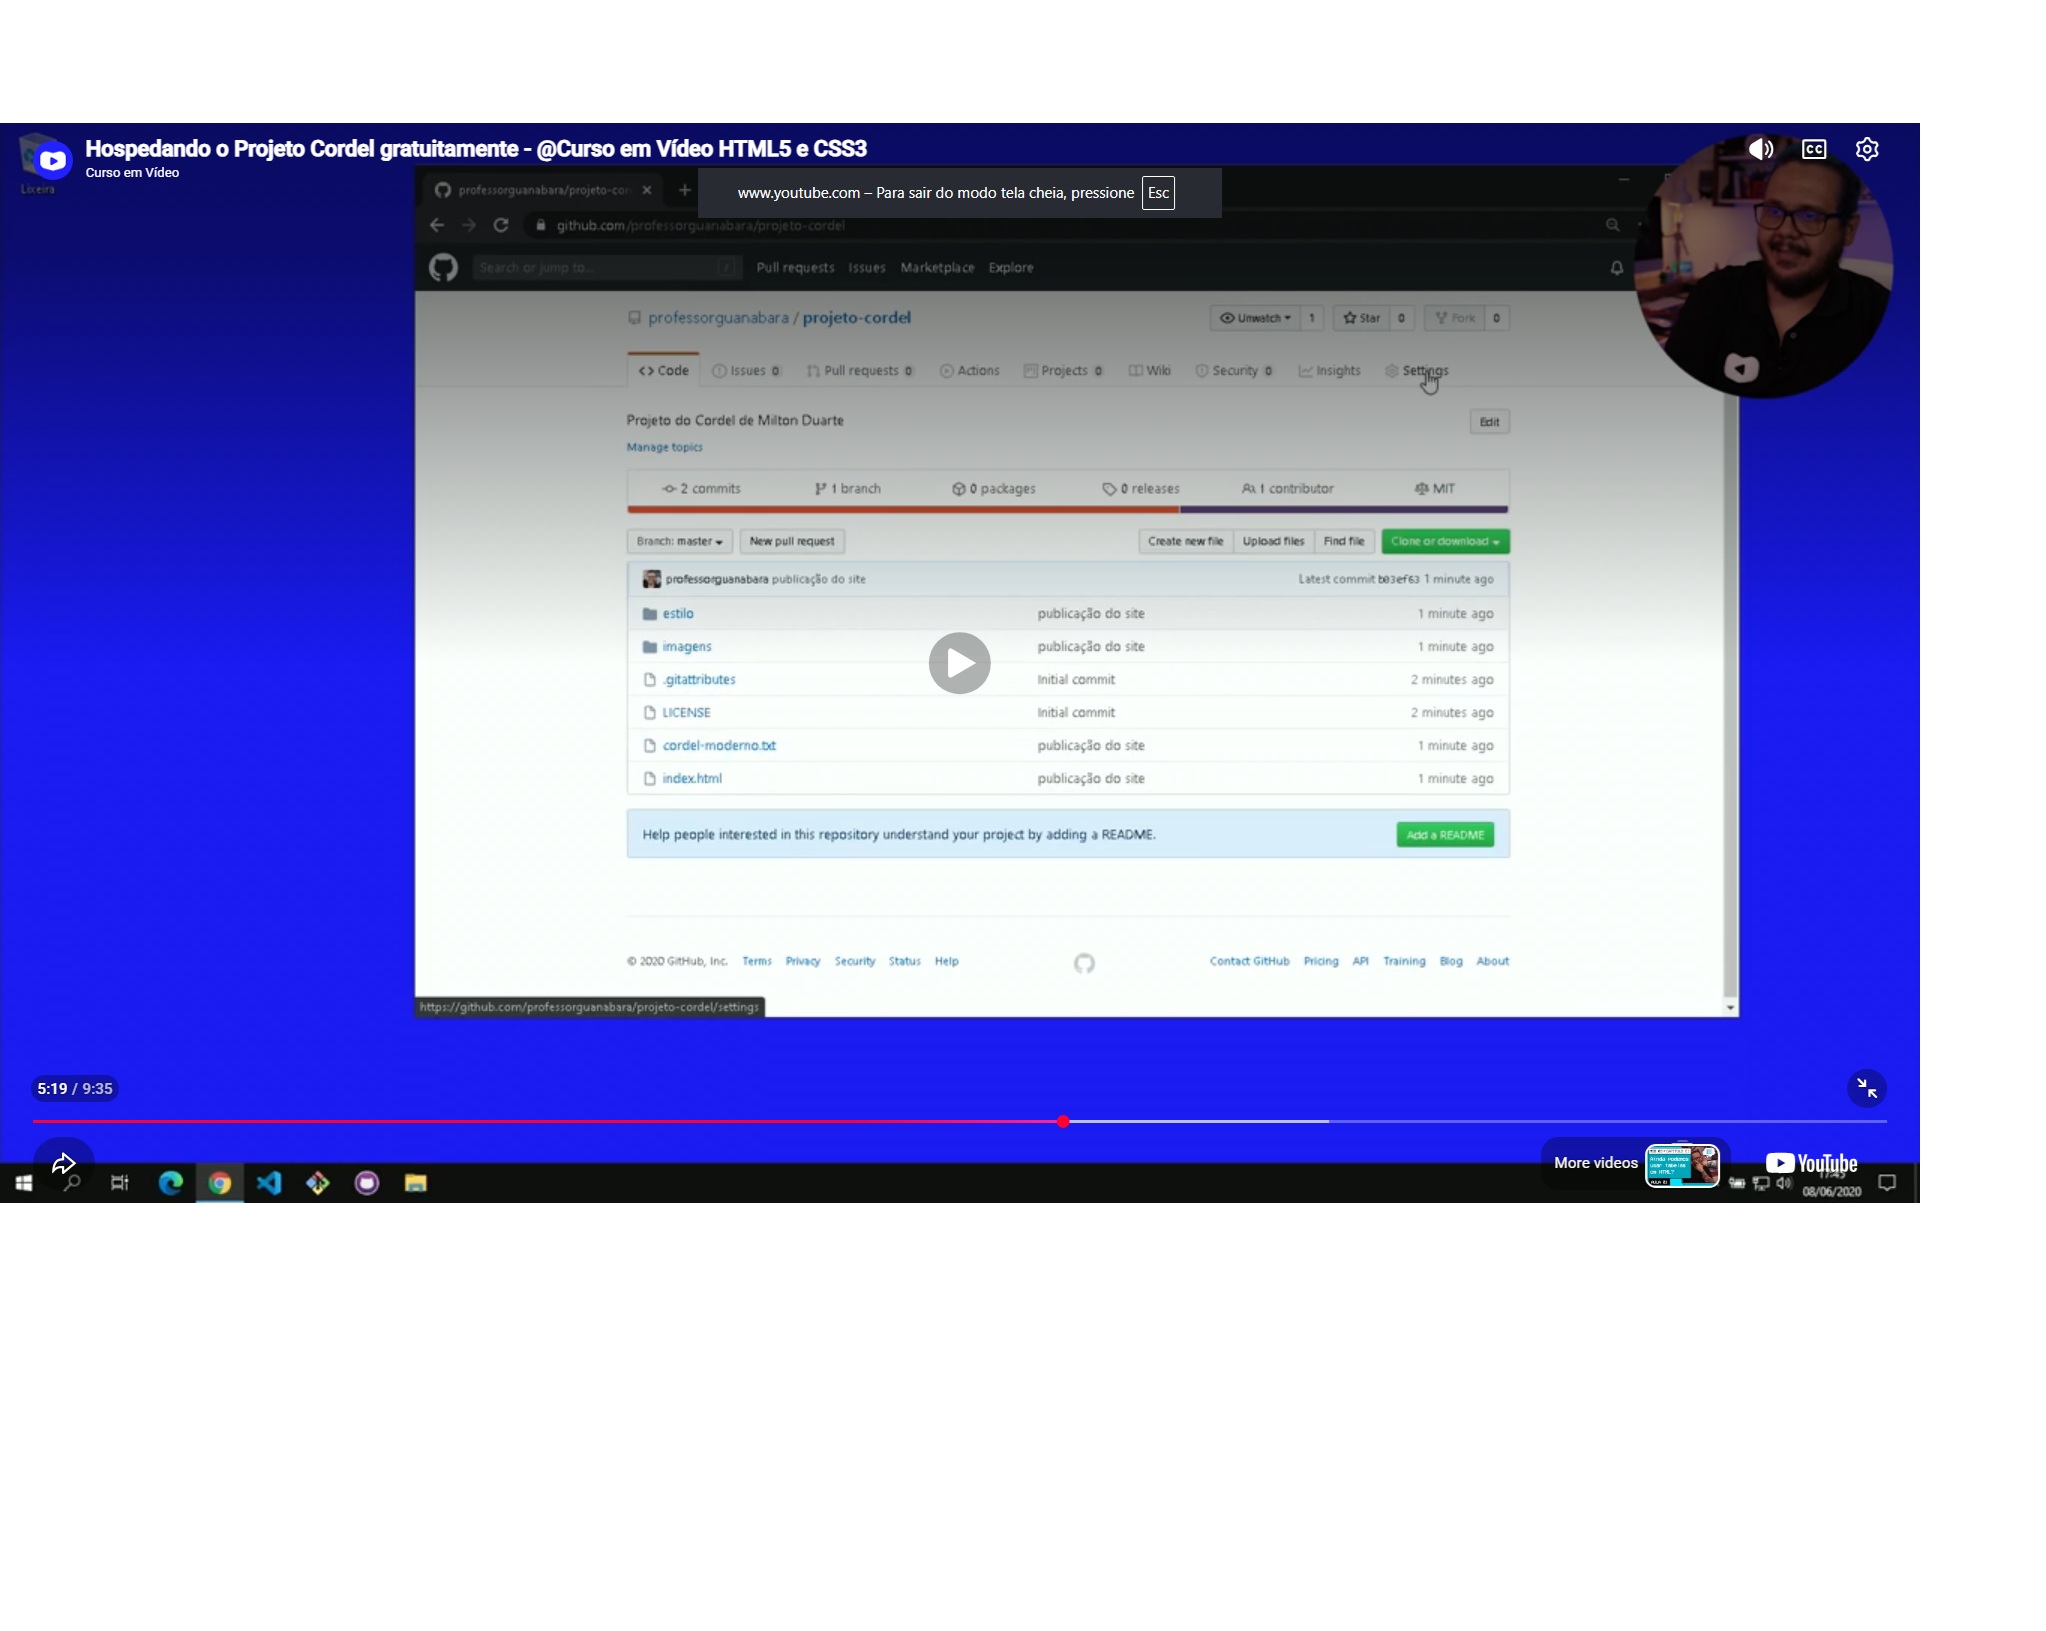 Hospedando o Projeto Cordel gratuitamente - @Curso em Vídeo HTML5 e CSS3
Curso em Vídeo
Lixeira
professorguanabara/projeto-cor
www.youtube.com – Para sair do modo tela cheia, pressione Esc
github.com/professorguanabara/projeto-cordel
Search or jump to... /
Pull requests Issues Marketplace Explore
professorguanabara / projeto-cordel
Unwatch 1 Star 0 Fork 0
Code Issues 0 Pull requests 0 Actions Projects 0 Wiki Security 0 Insights Settings
Projeto do Cordel de Milton Duarte
Edit
Manage topics
2 commits 1 branch 0 packages 0 releases 1 contributor MIT
Branch: master New pull request Create new file Upload files Find file Clone or download
professorguanabara publicação do site Latest commit b03ef63 1 minute ago
estilo publicação do site 1 minute ago
imagens publicação do site 1 minute ago
.gitattributes Initial commit 2 minutes ago
LICENSE Initial commit 2 minutes ago
cordel-moderno.txt publicação do site 1 minute ago
index.html publicação do site 1 minute ago
Help people interested in this repository understand your project by adding a README. Add a README
© 2020 GitHub, Inc. Terms Privacy Security Status Help Contact GitHub Pricing API Training Blog About
https://github.com/professorguanabara/projeto-cordel/settings
5:19 / 9:35
More videos
YouTube
08/06/2020
CC